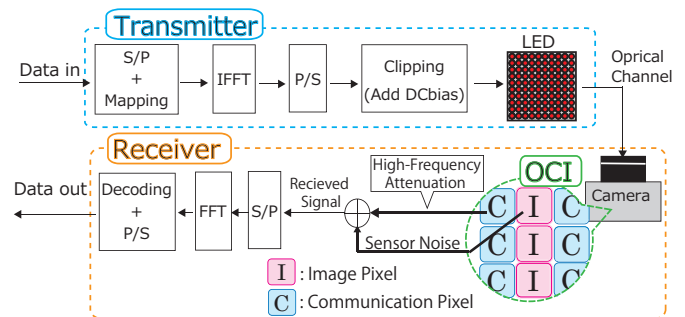 Transmitter
Data in
S/P
+
Mapping
IFFT
P/S
Clipping
(Add DCbias)
LED
Oprical
Channel
Receiver
Data out
Decoding
+
P/S
FFT
S/P
Recieved
Signal
High-Frequency
Attenuation
Sensor Noise
OCI
Camera
C I C
C I C
C I C
I : Image Pixel
C : Communication Pixel